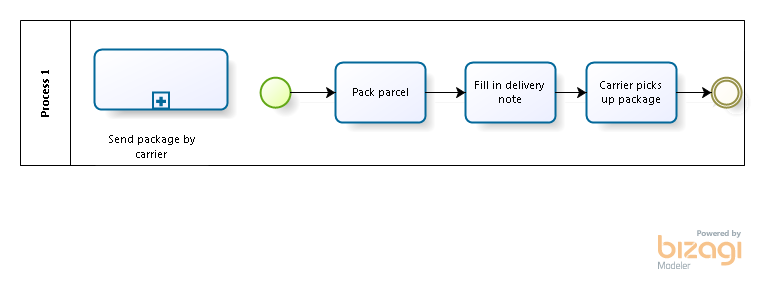 Process 1
Send package by
carrier
Pack parcel
Fill in delivery
note
Carrier picks
up package
Powered by
bizagi
Modeler